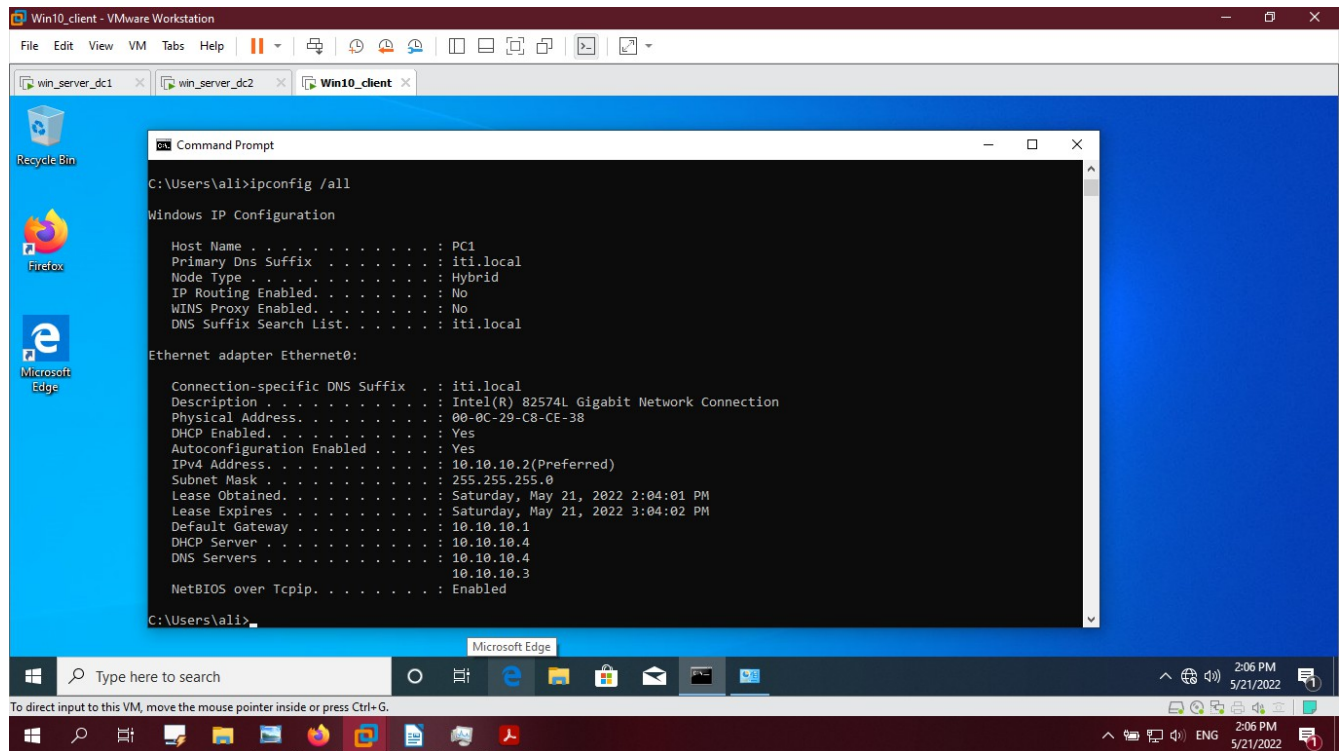 Win10_client - VMware Workstation
File Edit View VM Tabs Help
win_server_dc1 win_server_dc2 Win10_client
Recycle Bin
Firefox
Microsoft
Edge
Command Prompt
C:\Users\ali>ipconfig /all
Windows IP Configuration
Host Name . . . . . . . . . . . . : PC1
Primary Dns Suffix . . . . . . . : iti.local
Node Type . . . . . . . . . . . . : Hybrid
IP Routing Enabled. . . . . . . . : No
WINS Proxy Enabled. . . . . . . . : No
DNS Suffix Search List. . . . . . : iti.local
Ethernet adapter Ethernet0:
Connection-specific DNS Suffix . : iti.local
Description . . . . . . . . . . . : Intel(R) 82574L Gigabit Network Connection
Physical Address. . . . . . . . . : 00-0C-29-C8-CE-38
DHCP Enabled. . . . . . . . . . . : Yes
Autoconfiguration Enabled . . . . : Yes
IPv4 Address. . . . . . . . . . . : 10.10.10.2(Preferred)
Subnet Mask . . . . . . . . . . . : 255.255.255.0
Lease Obtained. . . . . . . . . . : Saturday, May 21, 2022 2:04:01 PM
Lease Expires . . . . . . . . . . : Saturday, May 21, 2022 3:04:02 PM
Default Gateway . . . . . . . . . : 10.10.10.1
DHCP Server . . . . . . . . . . . : 10.10.10.4
DNS Servers . . . . . . . . . . . : 10.10.10.4
10.10.10.3
NetBIOS over Tcpip. . . . . . . . : Enabled
C:\Users\ali>
Microsoft Edge
Type here to search
2:06 PM
5/21/2022
To direct input to this VM, move the mouse pointer inside or press Ctrl+G.
ENG
2:06 PM
5/21/2022